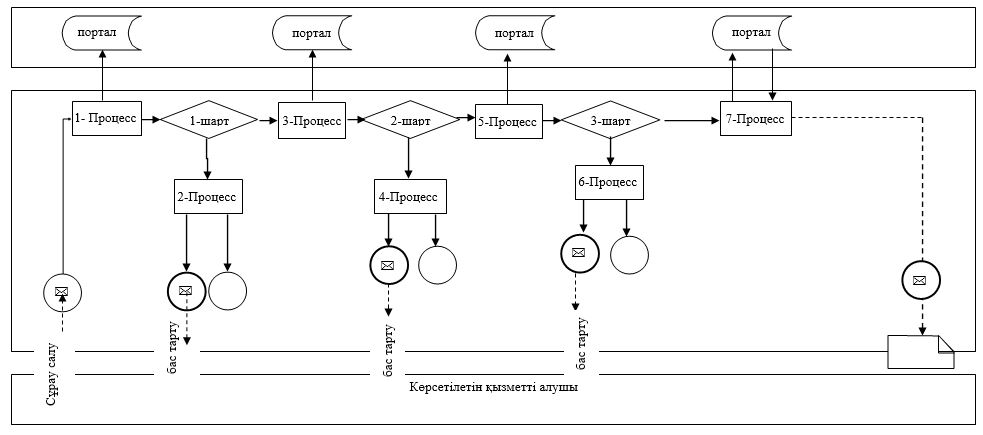 портал
портал
портал
портал
1- Процесс
1-шарт
3-Процесс
2-шарт
5-Процесс
3-шарт
7-Процесс
2-Процесс
4-Процесс
6-Процесс
Сұрау салу
бас тарту
бас тарту
бас тарту
Көрсетілетін қызметті алушы